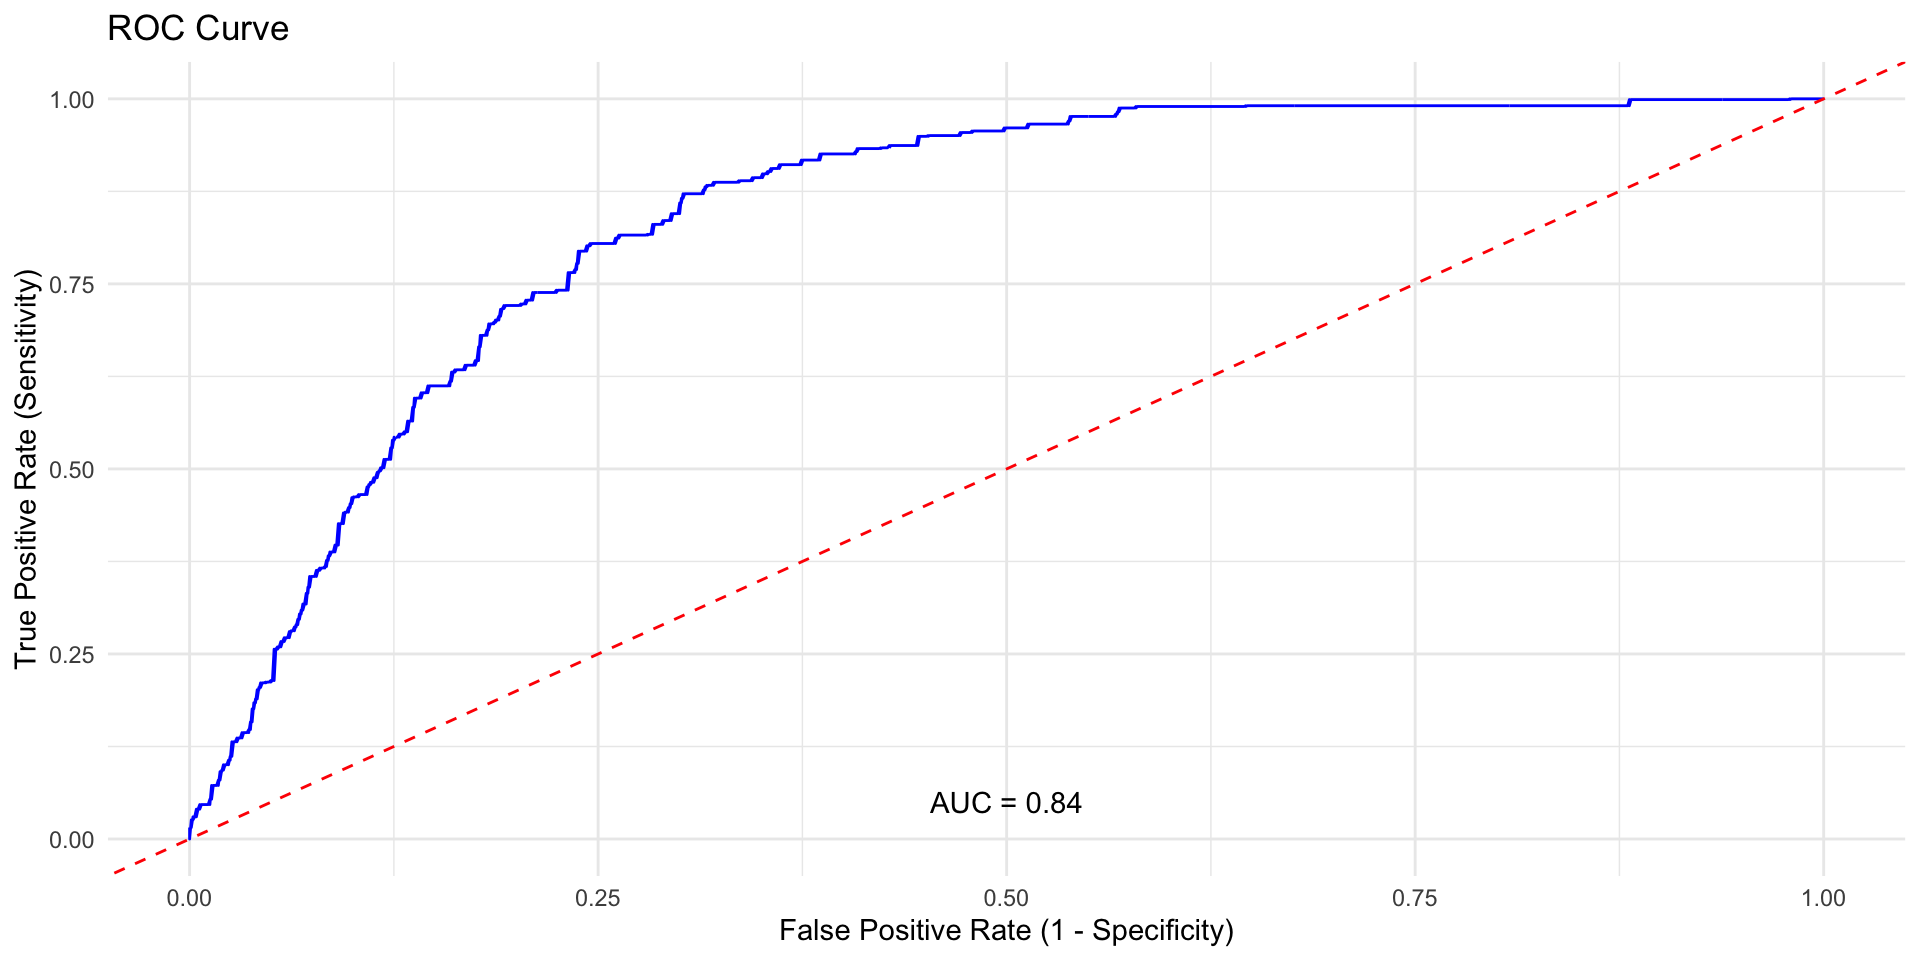 ROC Curve
1.00
0.75
0.50
0.25
0.00
True Positive Rate (Sensitivity)
AUC = 0.84
0.00 0.25 0.50 0.75 1.00
False Positive Rate (1 - Specificity)